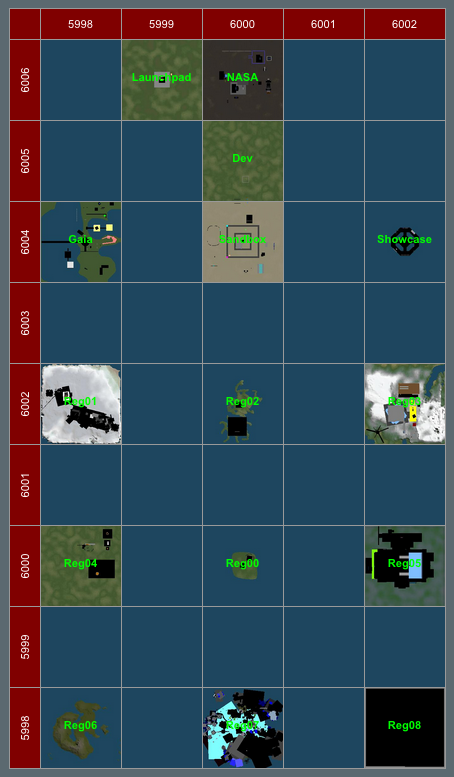 5998 5999 6000 6001 6002
6006 Launchpad NASA
6005 Dev
6004 Gaia Sandbox Showcase
6003
6002 Reg01 Reg02
6001
6000 Reg04 Reg00 Reg05
5999
5998 Reg06 Reg08